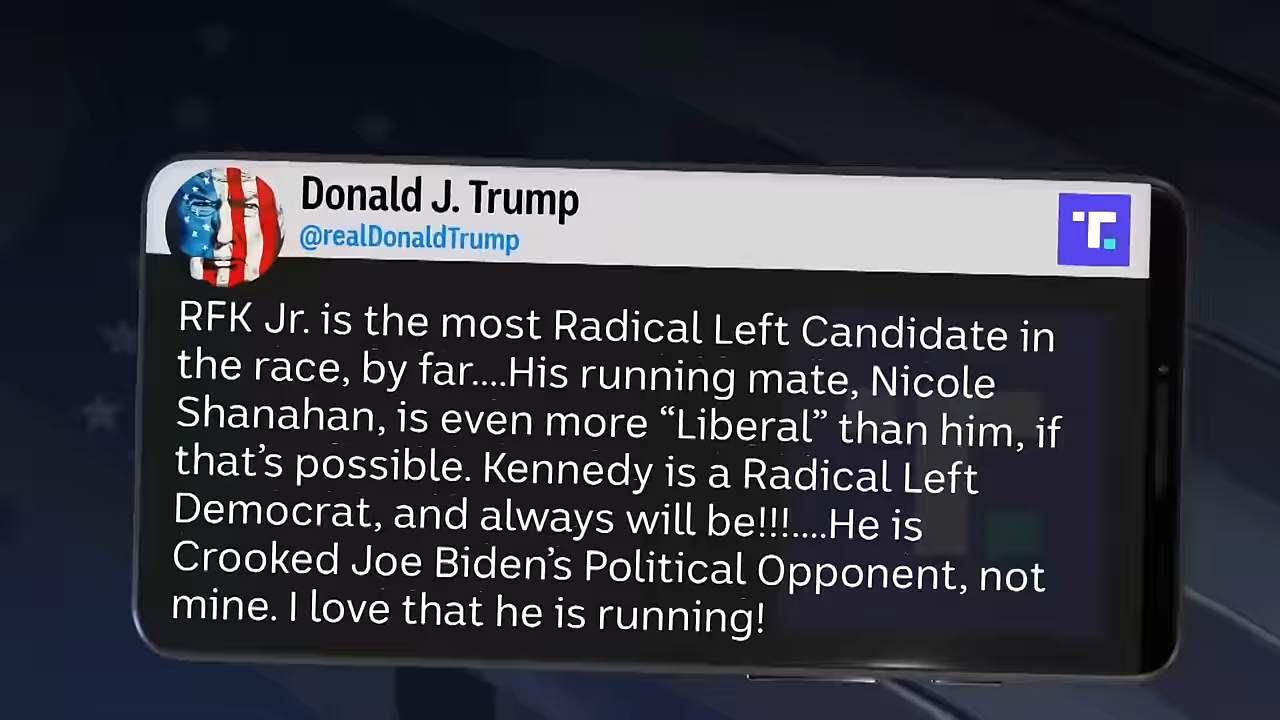 Donald J. Trump
@realDonaldTrump
T.
RFK Jr. is the most Radical Left Candidate in
the race, by far....His running mate, Nicole
Shanahan, is even more “Liberal” than him, if
that’s possible. Kennedy is a Radical Left
Democrat, and always will be!!!....He is
Crooked Joe Biden’s Political Opponent, not
mine. I love that he is running!